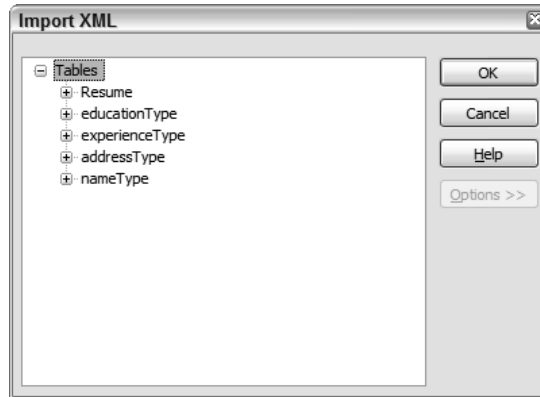 Import XML
Tables
Resume
educationType
experienceType
addressType
nameType
OK
Cancel
Help
Options >>